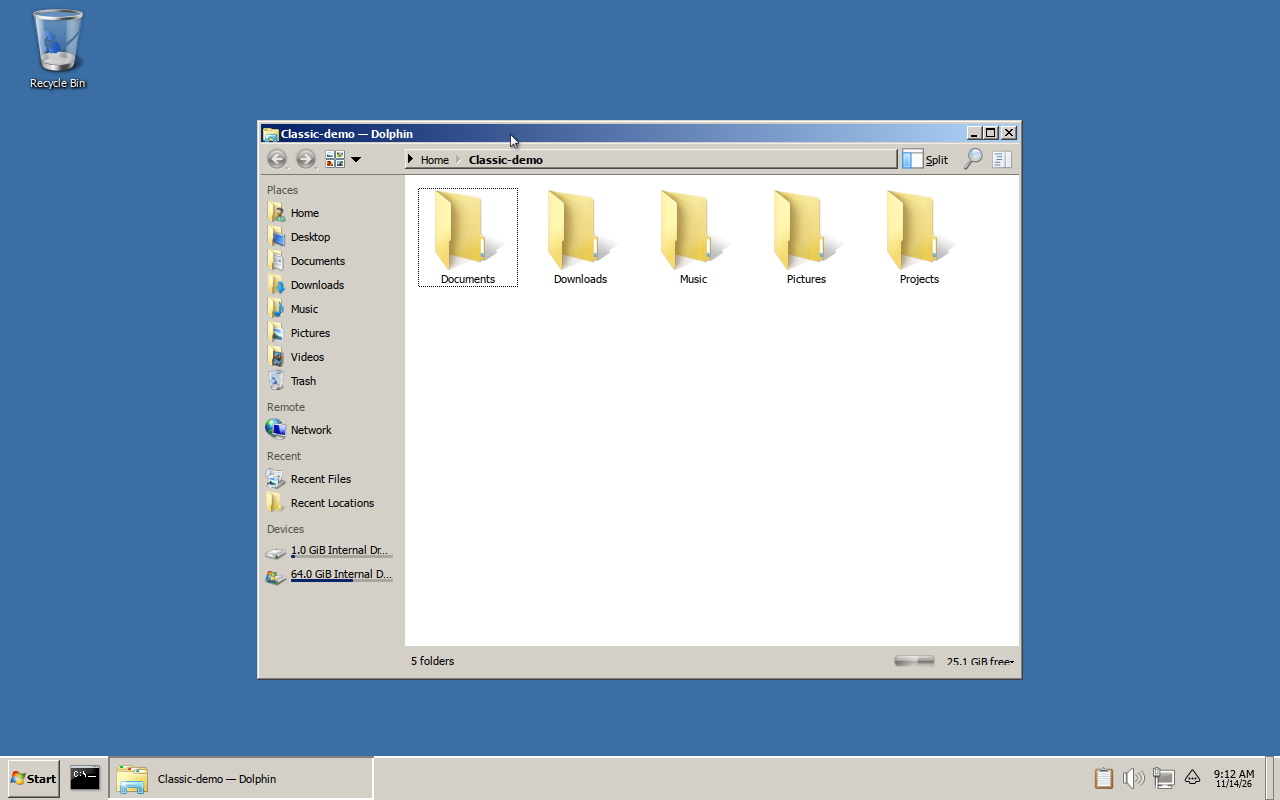 Recycle Bin
Classic-demo — Dolphin
Home Classic-demo
Split
Places
Home
Desktop
Documents
Downloads
Music
Pictures
Videos
Trash
Remote
Network
Recent
Recent Files
Recent Locations
Devices
1.0 GiB Internal Dr...
64.0 GiB Internal D...
Documents Downloads Music Pictures Projects
5 folders
25.1 GiB free
Start
C:\
Classic-demo — Dolphin
9:12 AM
11/14/26